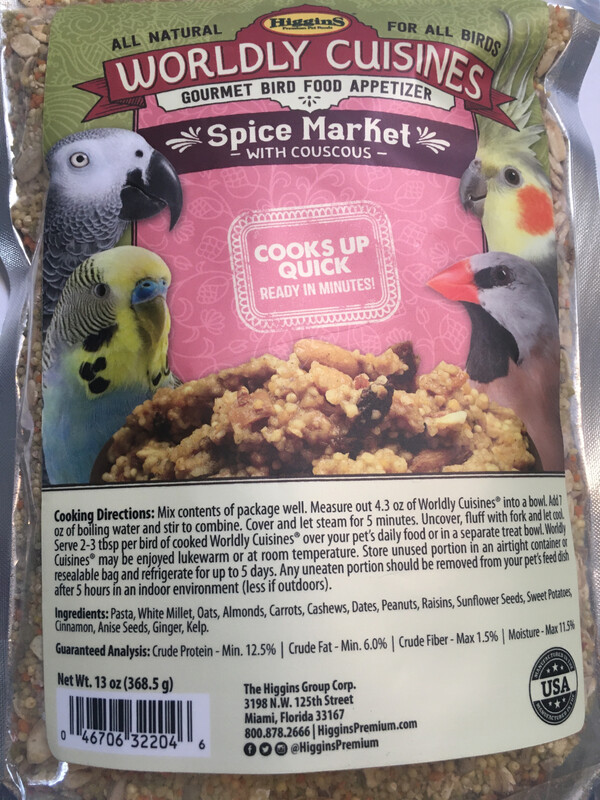 HigginS
Premium Pet Foods
ALL NATURAL
FOR ALL BIRDS
WORLDLY CUISINES
GOURMET BIRD FOOD APPETIZER
Spice Market
– WITH COUSCOUS –
COOKS UP
QUICK
READY IN MINUTES!
Cooking Directions: Mix contents of package well. Measure out 4.3 oz of Worldly Cuisines® into a bowl. Add 7
oz of boiling water and stir to combine. Cover and let steam for 5 minutes. Uncover, fluff with fork and let cool.
Serve 2-3 tbsp per bird of cooked Worldly Cuisines® over your pet's daily food or in a separate treat bowl. Worldly
Cuisines® may be enjoyed lukewarm or at room temperature. Store unused portion in an airtight container or
resealable bag and refrigerate for up to 5 days. Any uneaten portion should be removed from your pet's feed dish
after 5 hours in an indoor environment (less if outdoors).
Ingredients: Pasta, White Millet, Oats, Almonds, Carrots, Cashews, Dates, Peanuts, Raisins, Sunflower Seeds, Sweet Potatoes,
Cinnamon, Anise Seeds, Ginger, Kelp.
Guaranteed Analysis: Crude Protein - Min. 12.5% | Crude Fat - Min. 6.0% | Crude Fiber - Max 1.5% | Moisture - Max 11.5%
Net Wt. 13 oz (368.5 g)
0 46706 32204 6
The Higgins Group Corp.
3198 N.W. 125th Street
Miami, Florida 33167
800.878.2666 | HigginsPremium.com
@HigginsPremium
MANUFACTURED IN THE
USA
MANUFACTURED IN THE